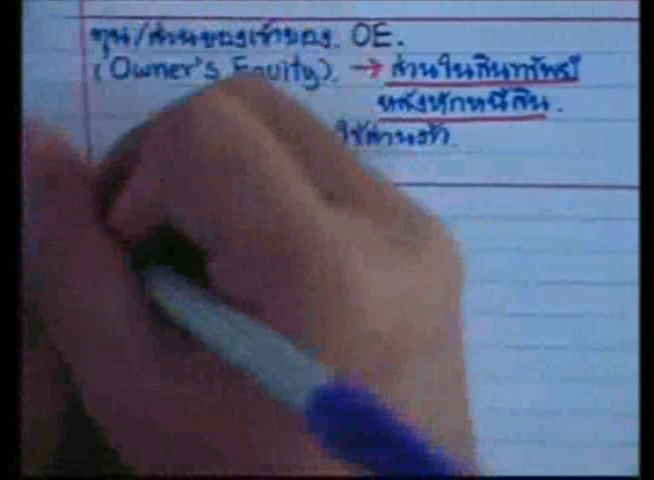 ทุน/ส่วนของเจ้าของ OE.
(Owner's Equity). → ส่วนในสินทรัพย์
หลังหักหนี้สิน.